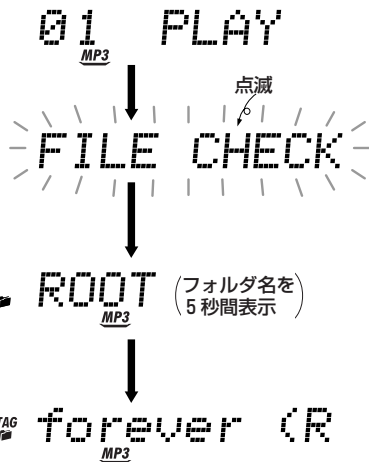 01 PLAY
MP3
点滅
FILE CHECK
ROOT
MP3
(フォルダ名を
5 秒間表示)
TAG
forever (R
MP3